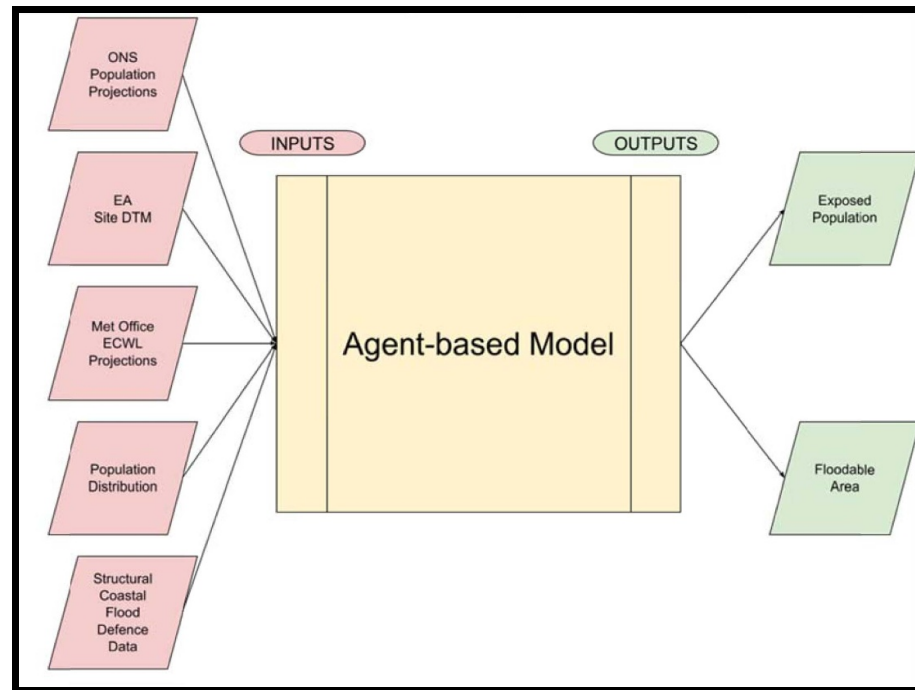 ONS
Population
Projections
INPUTS
OUTPUTS
EA
Site DTM
Exposed
Population
Met Office
ECWL
Projections
Agent-based Model
Population
Distribution
Floodable
Area
Structural
Coastal
Flood
Defence
Data